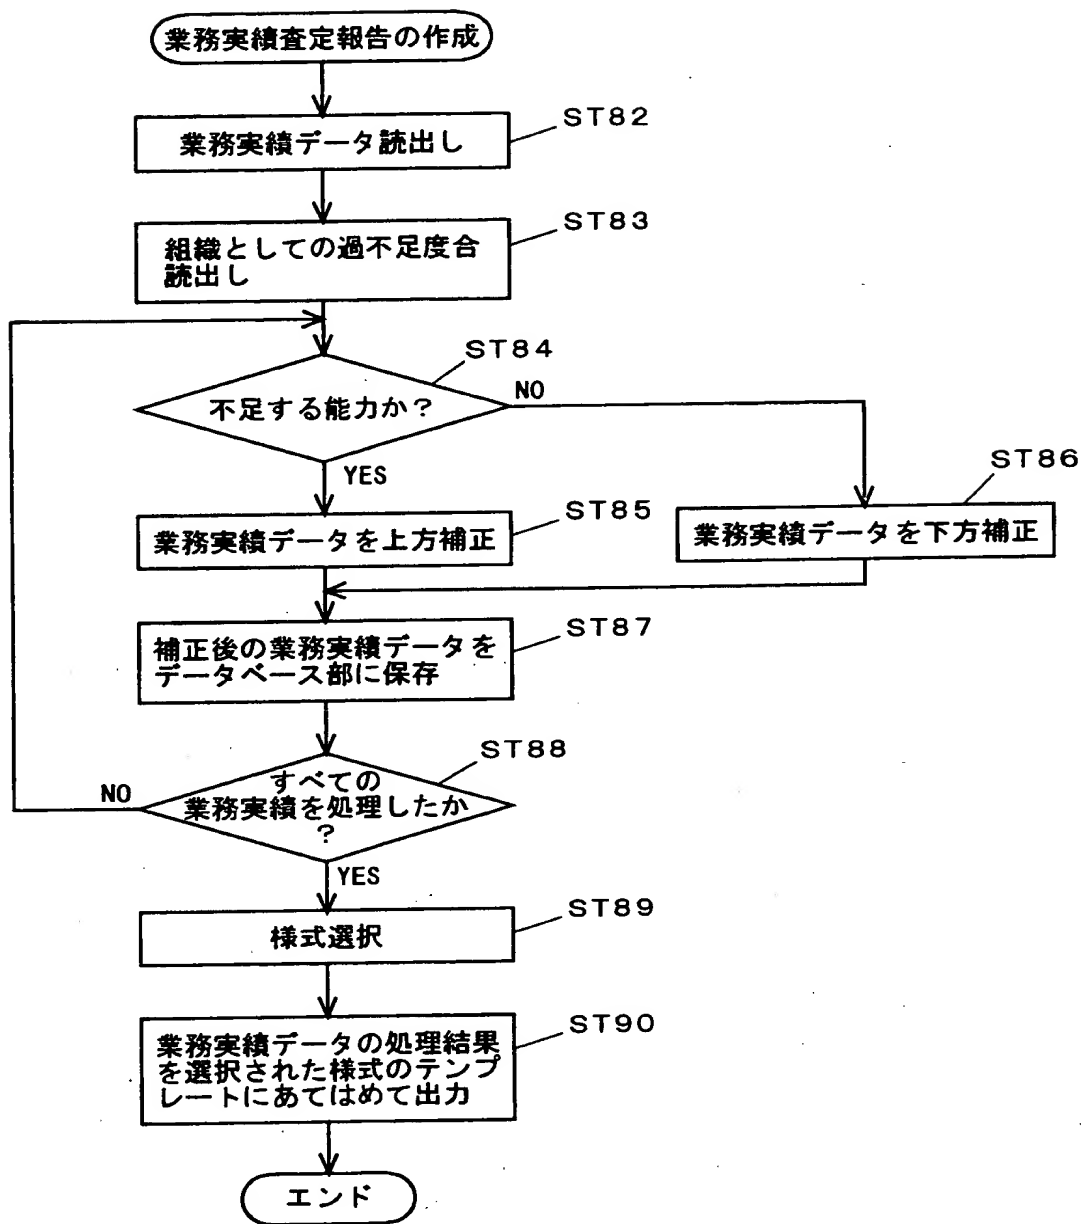 業務実績査定報告の作成
ST82
業務実績データ読出し
ST83
組織としての過不足度合
読出し
ST84
不足する能力か？
NO
YES
ST86
ST85
業務実績データを上方補正
業務実績データを下方補正
ST87
補正後の業務実績データを
データベース部に保存
ST88
すべての
業務実績を処理したか
？
NO
YES
ST89
様式選択
ST90
業務実績データの処理結果
を選択された様式のテンプ
レートにあてはめて出力
エンド